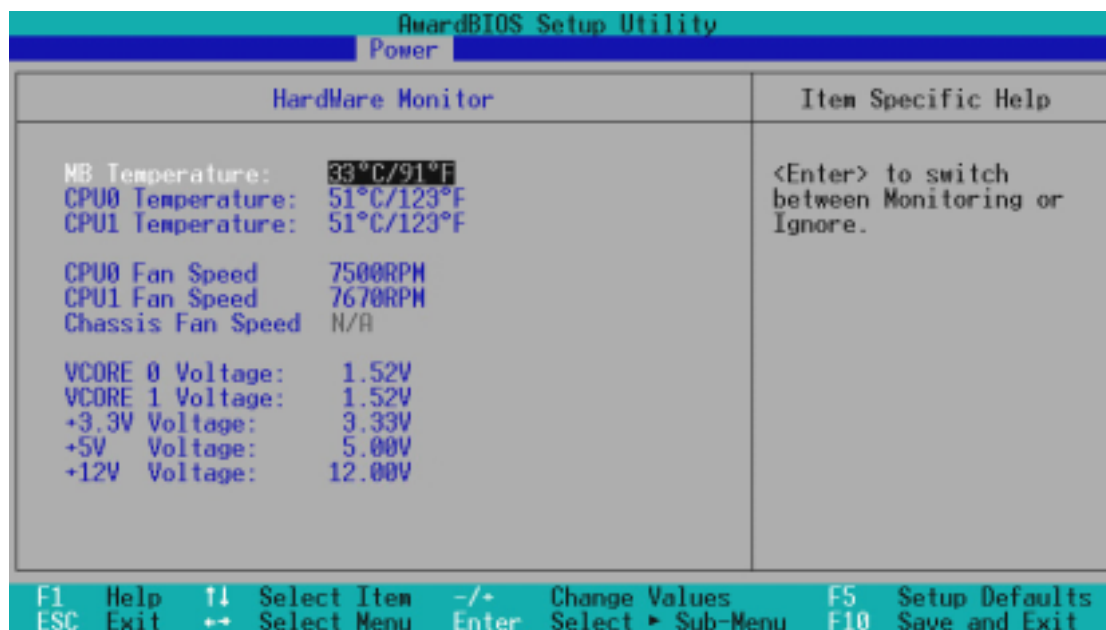 AwardBIOS Setup Utility
Power
HardWare Monitor
Item Specific Help
MB Temperature: 33°C/91°F
CPU0 Temperature: 51°C/123°F
CPU1 Temperature: 51°C/123°F
CPU0 Fan Speed 7500RPM
CPU1 Fan Speed 7670RPM
Chassis Fan Speed N/A
VCORE 0 Voltage: 1.52V
VCORE 1 Voltage: 1.52V
+3.3V Voltage: 3.33V
+5V Voltage: 5.00V
+12V Voltage: 12.00V
<Enter> to switch
between Monitoring or
Ignore.
F1 Help ↑↓ Select Item -/+ Change Values F5 Setup Defaults
ESC Exit ←→ Select Menu Enter Select ► Sub-Menu F10 Save and Exit